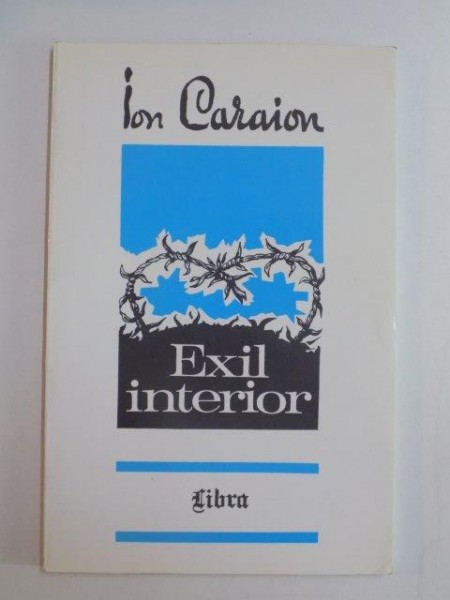 Ion Caraion
Exil
interior
Libra